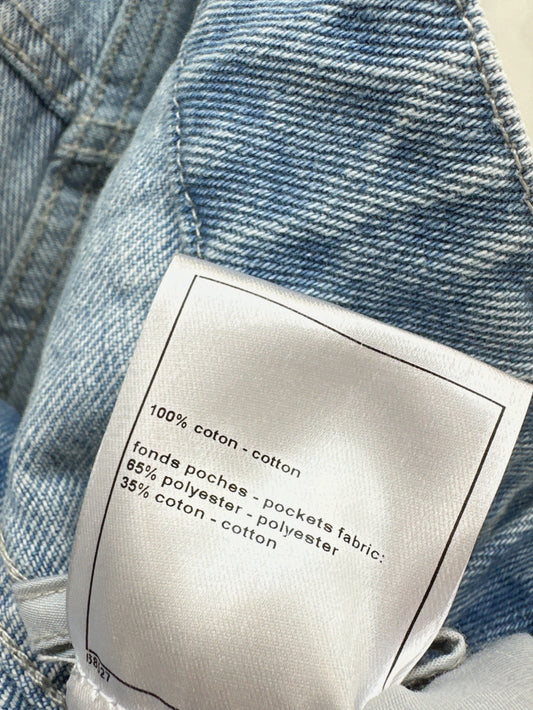 100% coton - cotton
fonds poches - pockets fabric:
65% polyester - polyester
35% coton - cotton